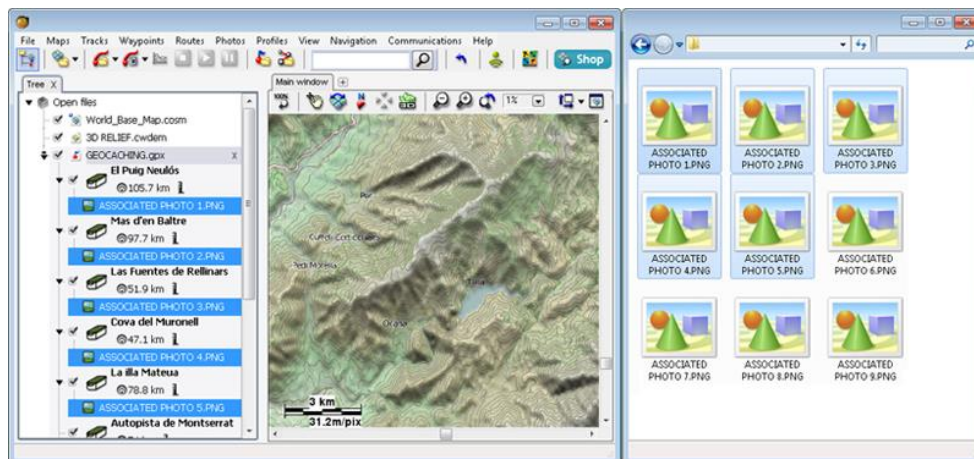 File Maps Tracks Waypoints Routes Photos Profiles View Navigation Communications Help
Shop
Tree X
Main window
Open files
World_Base_Map.cosm
3D RELIEF.cwdem
GEOCACHING.gpx X
El Puig Neulós
105.7 km
ASSOCIATED PHOTO 1.PNG
Mas d'en Baltre
97.7 km
ASSOCIATED PHOTO 2.PNG
Las Fuentes de Rellinars
51.9 km
ASSOCIATED PHOTO 3.PNG
Cova del Muronell
47.1 km
ASSOCIATED PHOTO 4.PNG
La illa Mateua
78.8 km
ASSOCIATED PHOTO 5.PNG
Autopista de Montserrat
100%
1%
3 km
31.2m/pix
ASSOCIATED
PHOTO 1.PNG
ASSOCIATED
PHOTO 2.PNG
ASSOCIATED
PHOTO 3.PNG
ASSOCIATED
PHOTO 4.PNG
ASSOCIATED
PHOTO 5.PNG
ASSOCIATED
PHOTO 6.PNG
ASSOCIATED
PHOTO 7.PNG
ASSOCIATED
PHOTO 8.PNG
ASSOCIATED
PHOTO 9.PNG